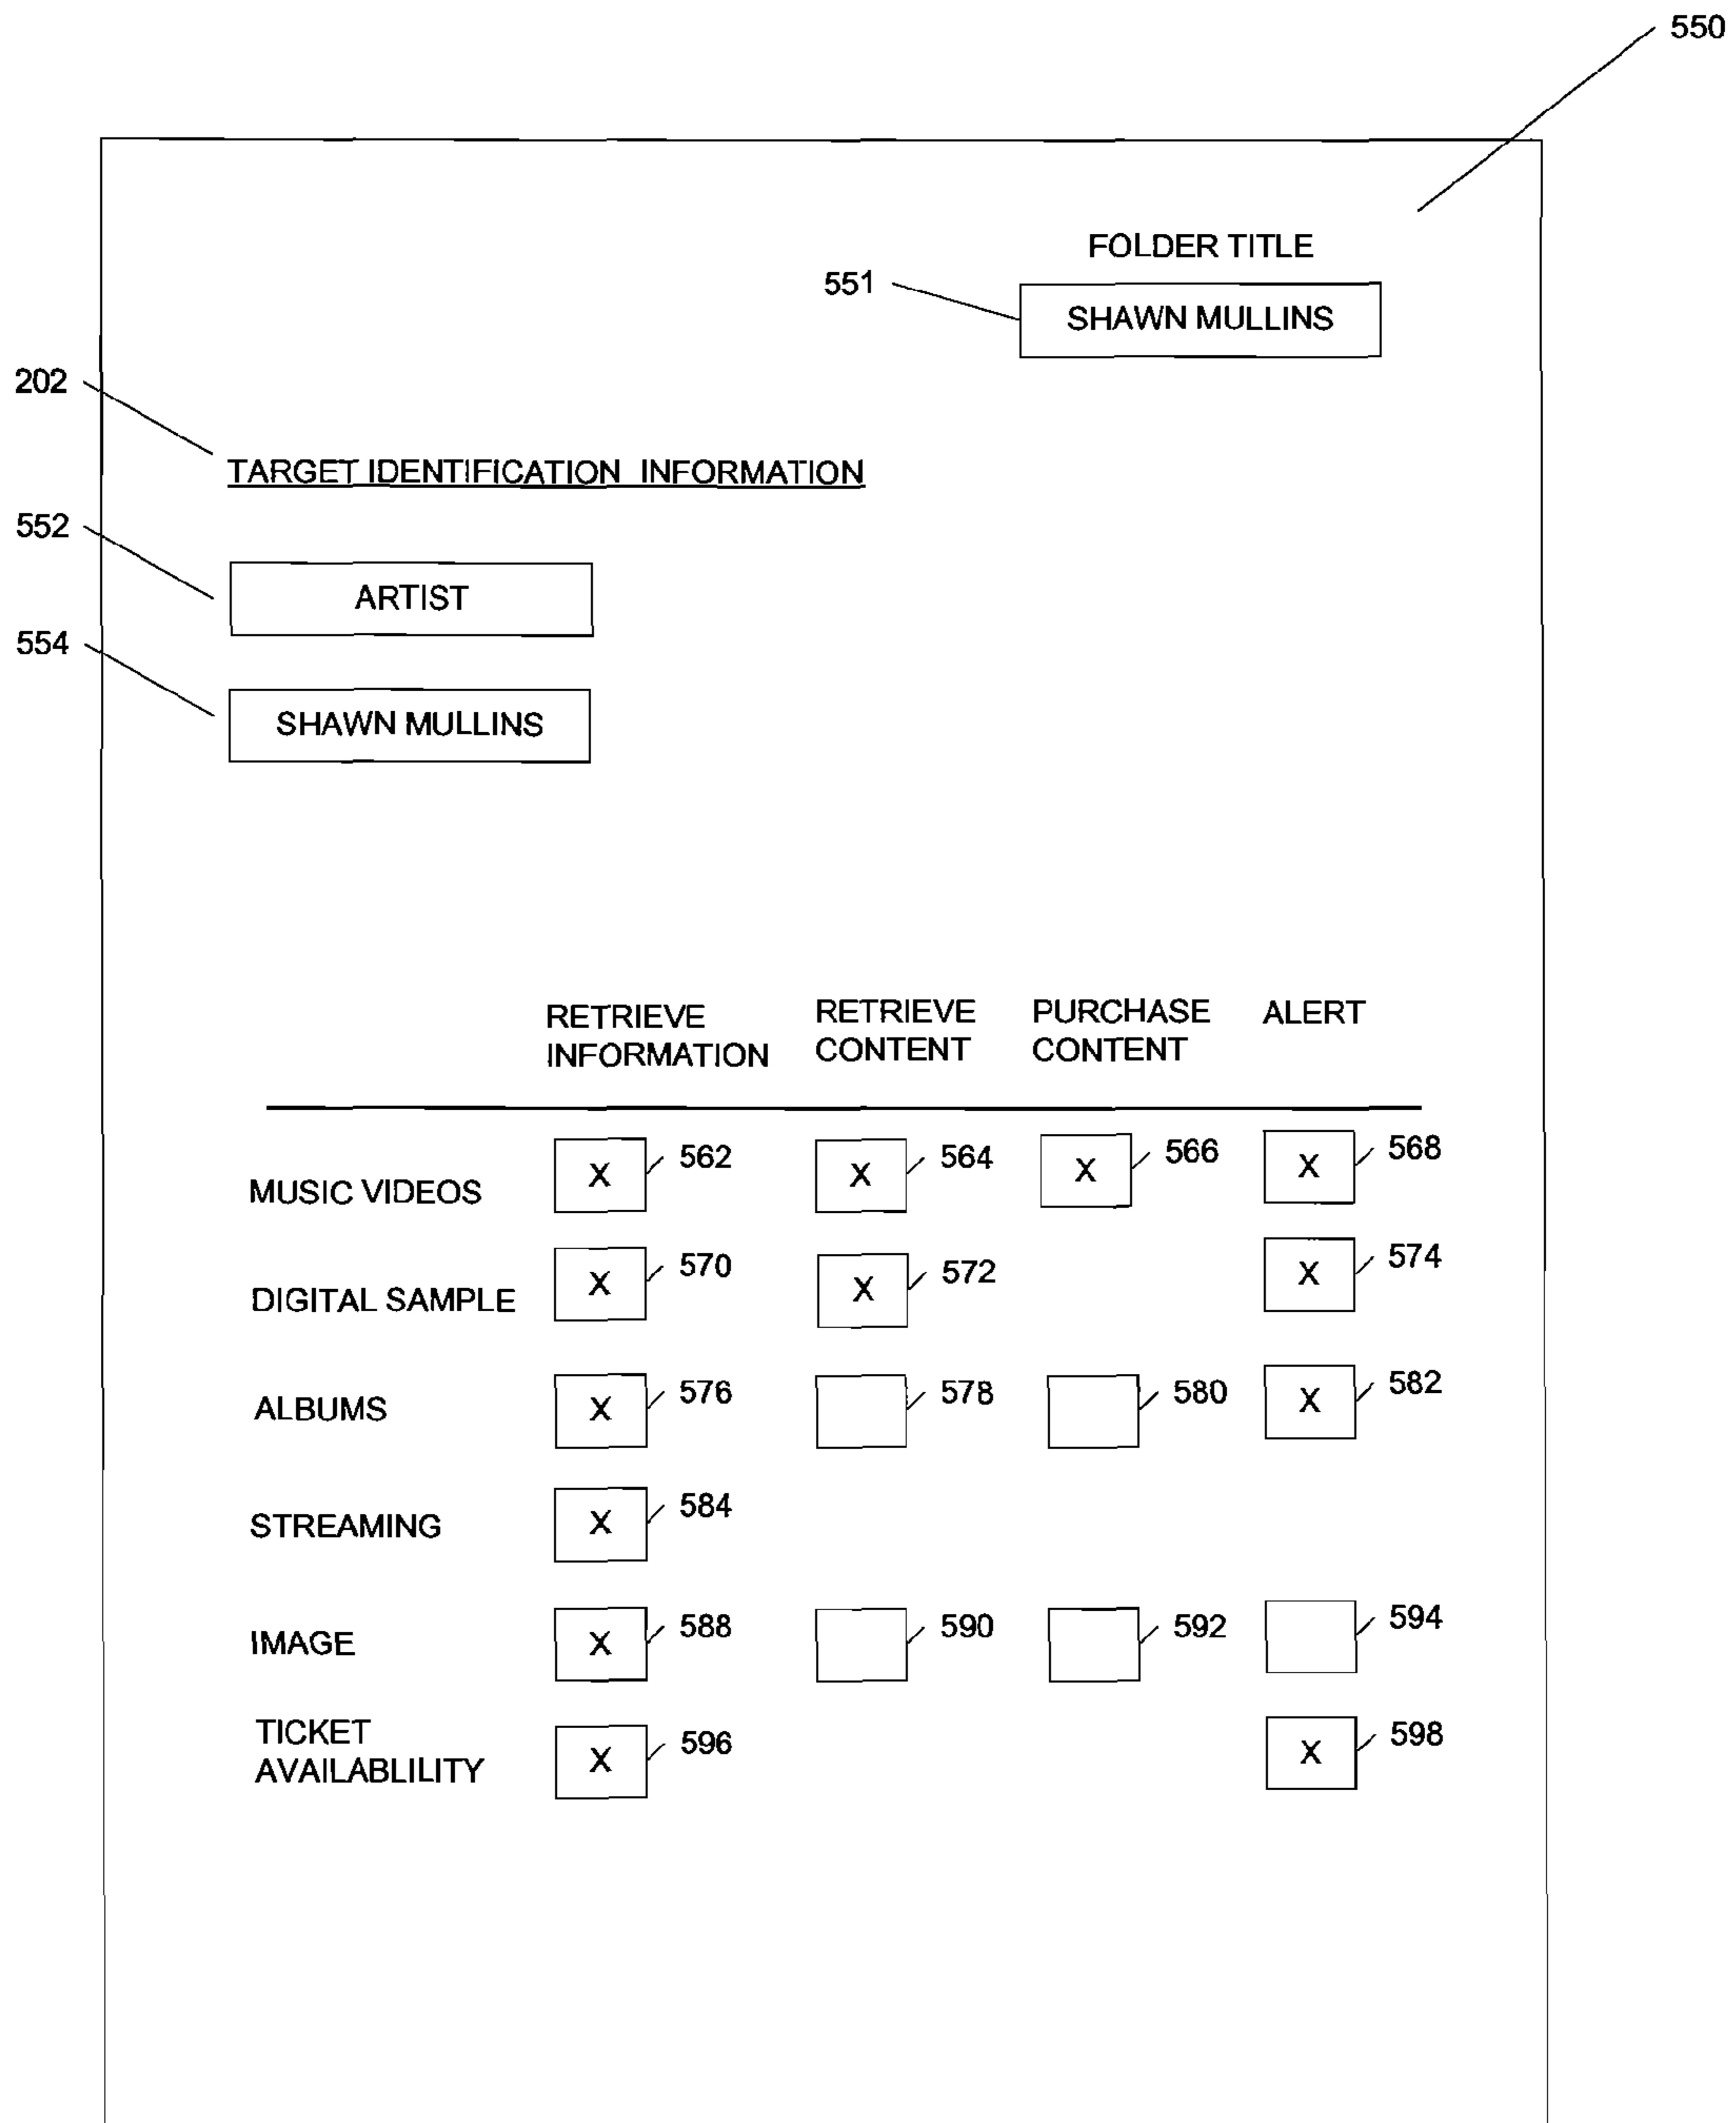 550
FOLDER TITLE
551
SHAWN MULLINS
202
TARGET IDENTIFICATION INFORMATION
552
ARTIST
554
SHAWN MULLINS
RETRIEVE INFORMATION
RETRIEVE CONTENT
PURCHASE CONTENT
ALERT
MUSIC VIDEOS X 562 X 564 X 566 X 568
DIGITAL SAMPLE X 570 X 572 X 574
ALBUMS X 576 578 580 X 582
STREAMING X 584
IMAGE X 588 590 592 594
TICKET
AVAILABLILITY X 596 X 598